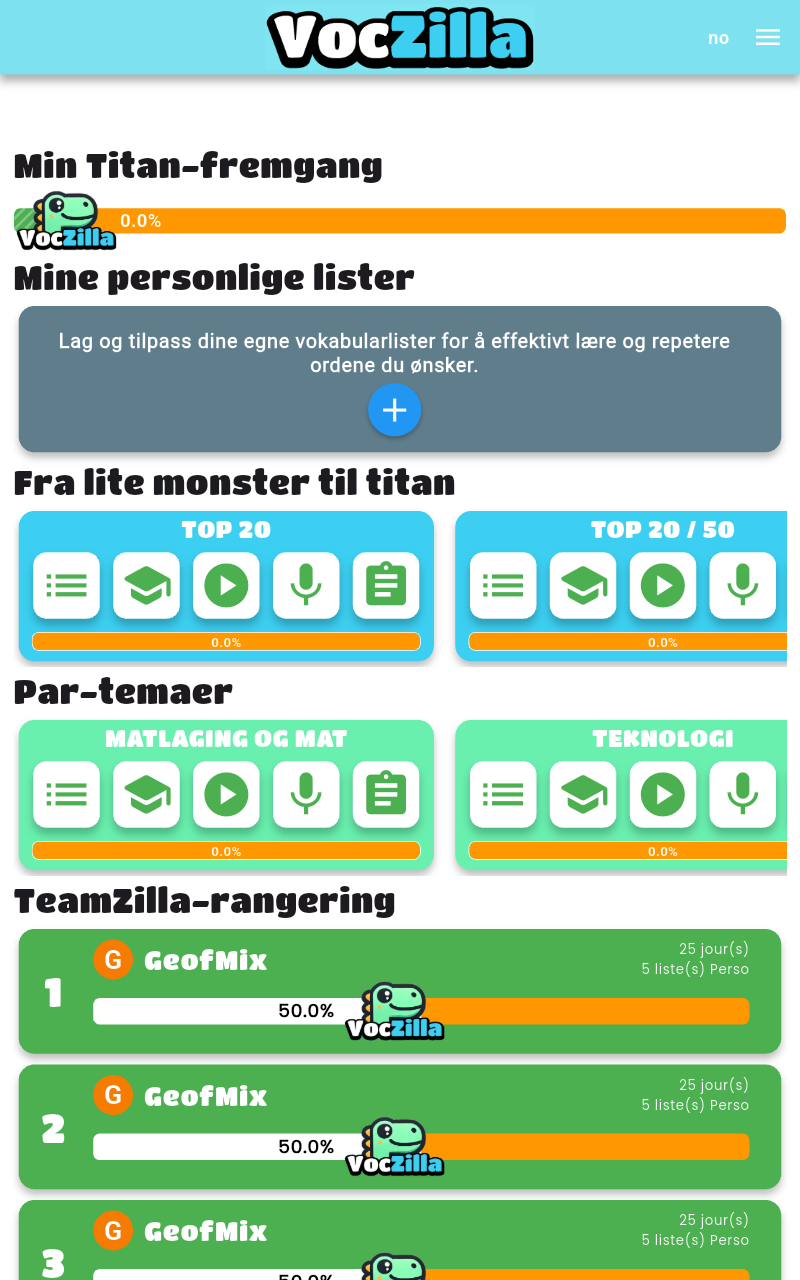 VocZilla
no
Min Titan-fremgang
VocZilla
0.0%
Mine personlige lister
Lag og tilpass dine egne vokabularlister for å effektivt lære og repetere
ordene du ønsker.
Fra lite monster til titan
TOP 20
TOP 20 / 50
0.0%
0.0%
Par-temaer
MATLAGING OG MAT
TEKNOLOGI
0.0%
0.0%
TeamZilla-rangering
1
G
GeofMix
25 jour(s)
5 liste(s) Perso
50.0%
VocZilla
2
G
GeofMix
25 jour(s)
5 liste(s) Perso
50.0%
VocZilla
3
G
GeofMix
25 jour(s)
5 liste(s) Perso
50.0%